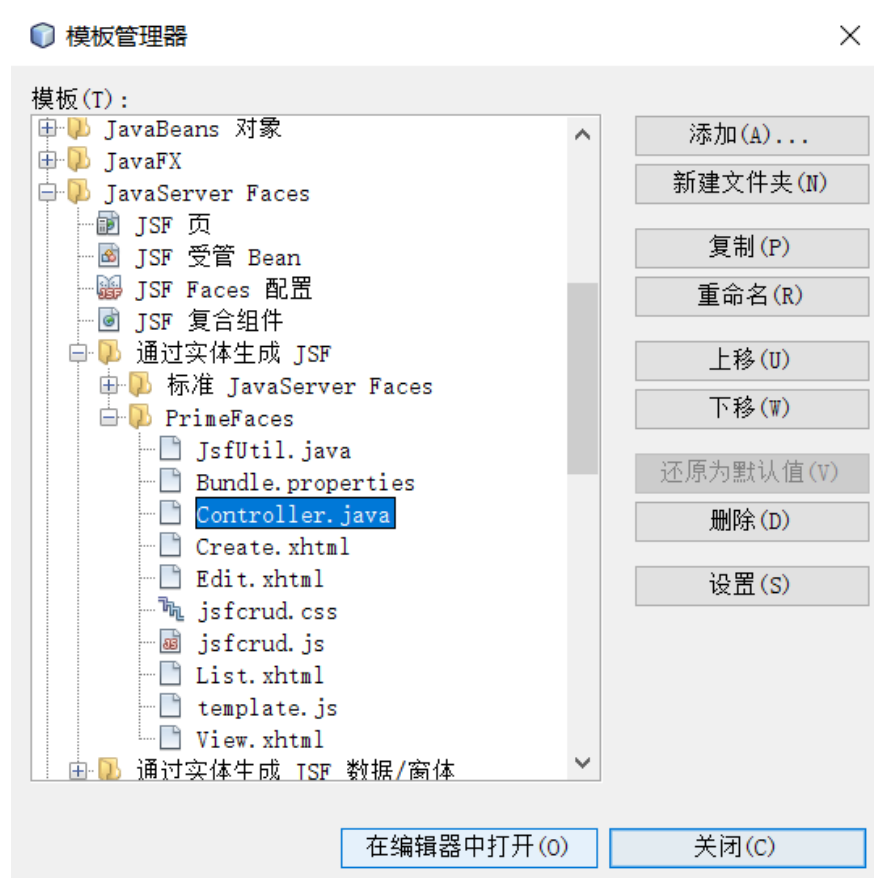 模板管理器
模板(T):
JavaBeans 对象
JavaFX
JavaServer Faces
JSF 页
JSF 受管 Bean
JSF Faces 配置
JSF 复合组件
通过实体生成 JSF
标准 JavaServer Faces
PrimeFaces
JsfUtil.java
Bundle.properties
Controller.java
Create.xhtml
Edit.xhtml
jsfcrud.css
jsfcrud.js
List.xhtml
template.js
View.xhtml
通过实体生成 JSF 数据/窗体
添加(A)...
新建文件夹(N)
复制(P)
重命名(R)
上移(U)
下移(W)
还原为默认值(V)
删除(D)
设置(S)
在编辑器中打开(O)
关闭(C)